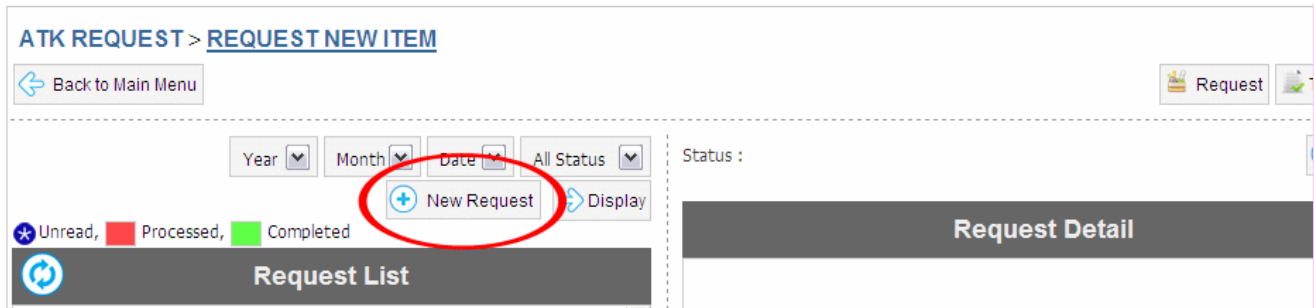 ATK REQUEST > REQUEST NEW ITEM
Back to Main Menu
Request
Year Month Date All Status
Status :
New Request Display
Unread, Processed, Completed
Request List
Request Detail